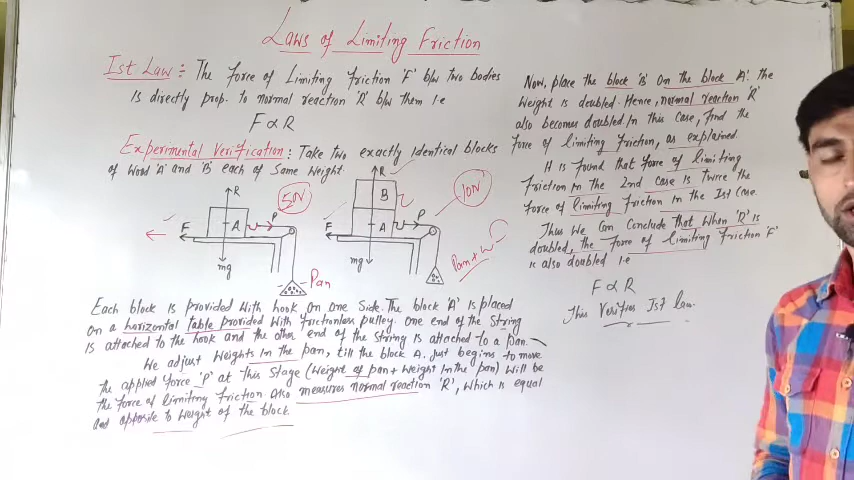 Laws of Limiting Friction
Ist Law :- The force of Limiting friction 'F' b/w two bodies
is directly prop. to normal reaction 'R' b/w them i.e
F ∝ R
Experimental Verification : Take two exactly identical blocks
of Wood 'A' and 'B' each of Same Weight.
R
50N
F
A
P
mg
Pan
R
B
10N
F
A
P
mg
Pan + W
Each block is provided with hook on one Side. The block 'A' is placed
on a horizontal table provided with frictionless pulley. One end of the String
is attached to the hook and the other end of the String is attached to a pan.
We adjust weights in the pan, till the block A just begins to move
the applied force 'P' at this stage (weight of pan + weight in the pan) will be
the force of limiting friction also measures normal reaction 'R', which is equal
and opposite to weight of the block.
Now, place the block 'B' on the block A. The
Weight is doubled. Hence, normal reaction 'R'
also becomes doubled. In this case, find the
force of limiting friction, as explained.
It is found that force of limiting
friction in the 2nd case is twice the
force of limiting friction in the Ist Case.
Thus we Can Conclude that When 'R' is
doubled, the force of limiting friction 'F'
is also doubled i.e
F ∝ R
This Verifies Ist law.